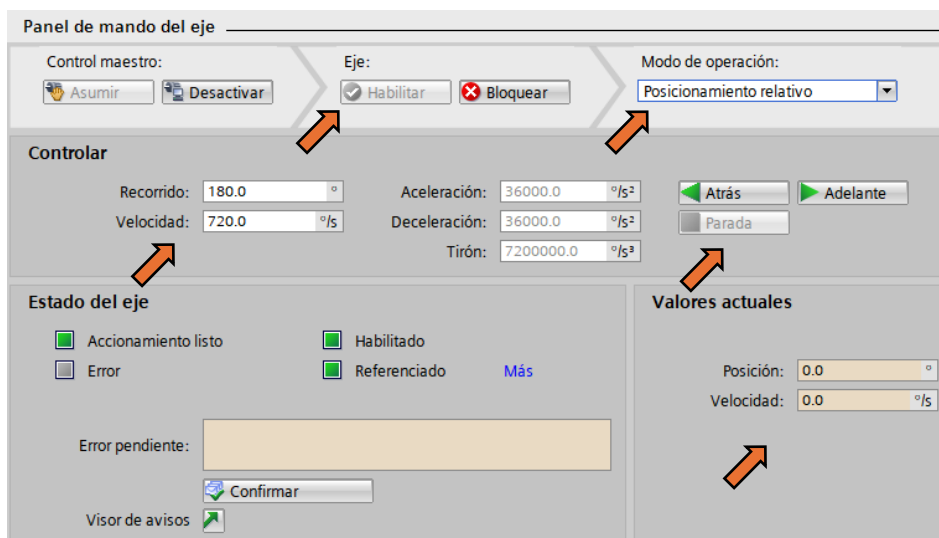 Panel de mando del eje
Control maestro: Eje: Modo de operación:
Asumir Desactivar Habilitar Bloquear Posicionamiento relativo
Controlar
Recorrido: 180.0 ° Aceleración: 36000.0 °/s² Atrás Adelante
Velocidad: 720.0 °/s Deceleración: 36000.0 °/s² Parada
Tirón: 7200000.0 °/s³
Estado del eje Valores actuales
Accionamiento listo Habilitado
Error Referenciado Más Posición: 0.0 °
Velocidad: 0.0 °/s
Error pendiente:
Confirmar
Visor de avisos